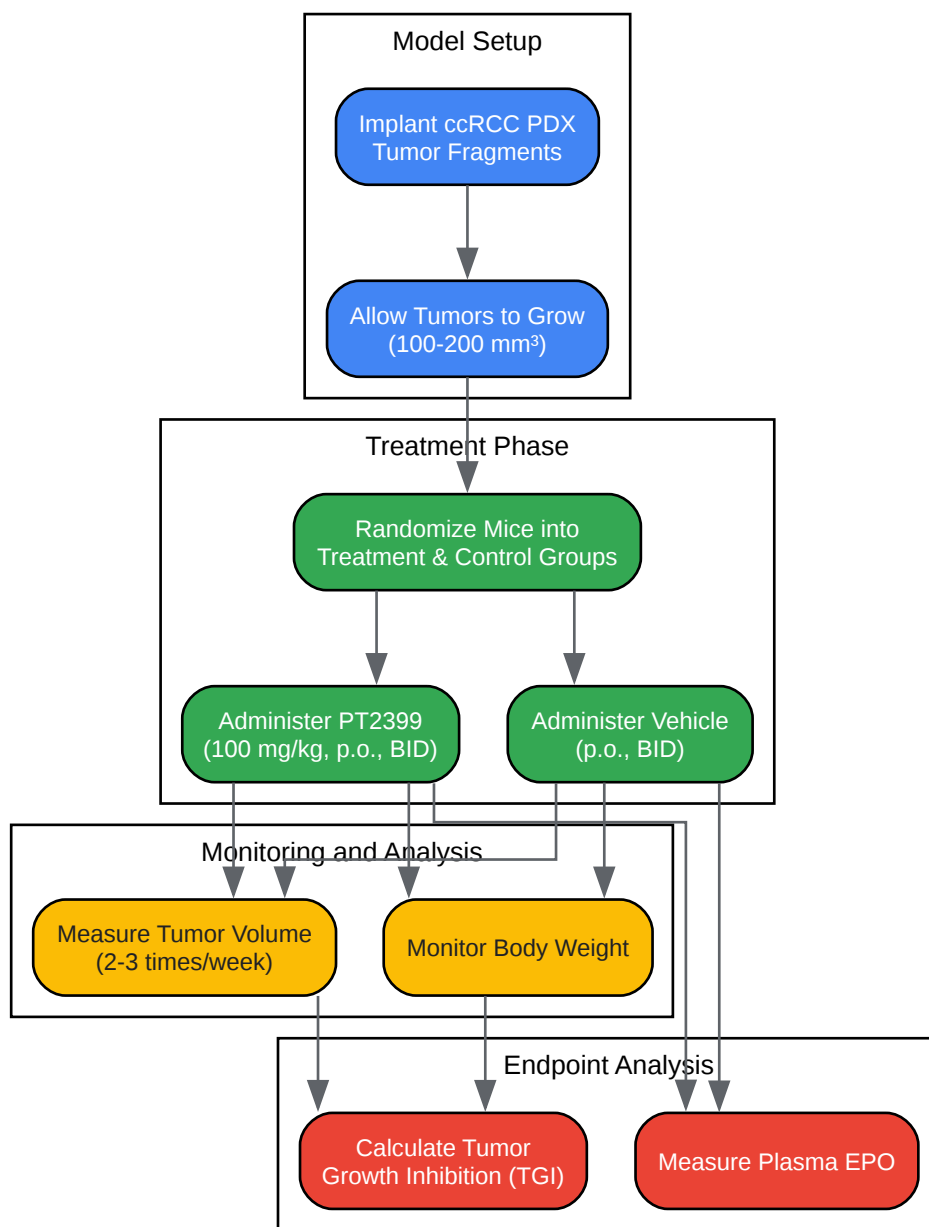 Model Setup
Implant ccRCC PDX
Tumor Fragments
Allow Tumors to Grow
(100-200 mm³)
Treatment Phase
Randomize Mice into
Treatment & Control Groups
Administer PT2399
(100 mg/kg, p.o., BID)
Administer Vehicle
(p.o., BID)
Monitoring and Analysis
Measure Tumor Volume
(2-3 times/week)
Monitor Body Weight
Endpoint Analysis
Calculate Tumor
Growth Inhibition (TGI)
Measure Plasma EPO